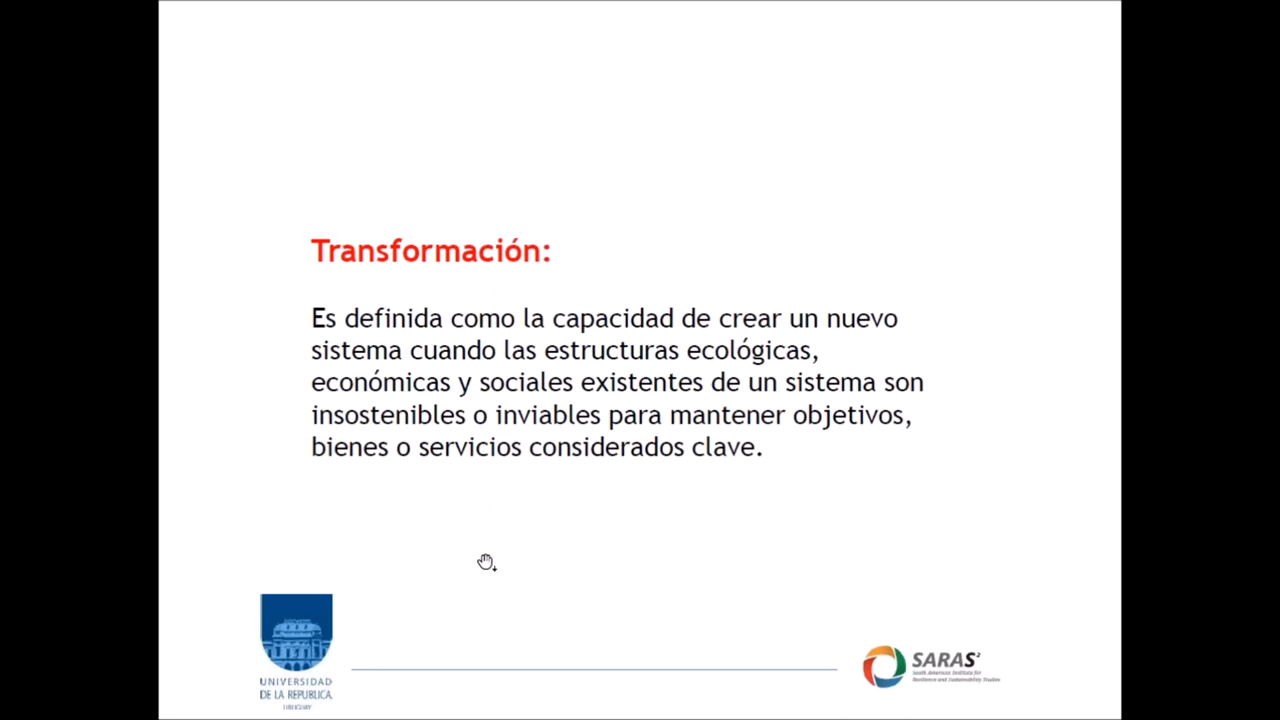 Transformación:
Es definida como la capacidad de crear un nuevo
sistema cuando las estructuras ecológicas,
económicas y sociales existentes de un sistema son
insostenibles o inviables para mantener objetivos,
bienes o servicios considerados clave.
UNIVERSIDAD
DE LA REPUBLICA
URUGUAY
SARAS²
South American Institute for
Resilience and Sustainability Studies